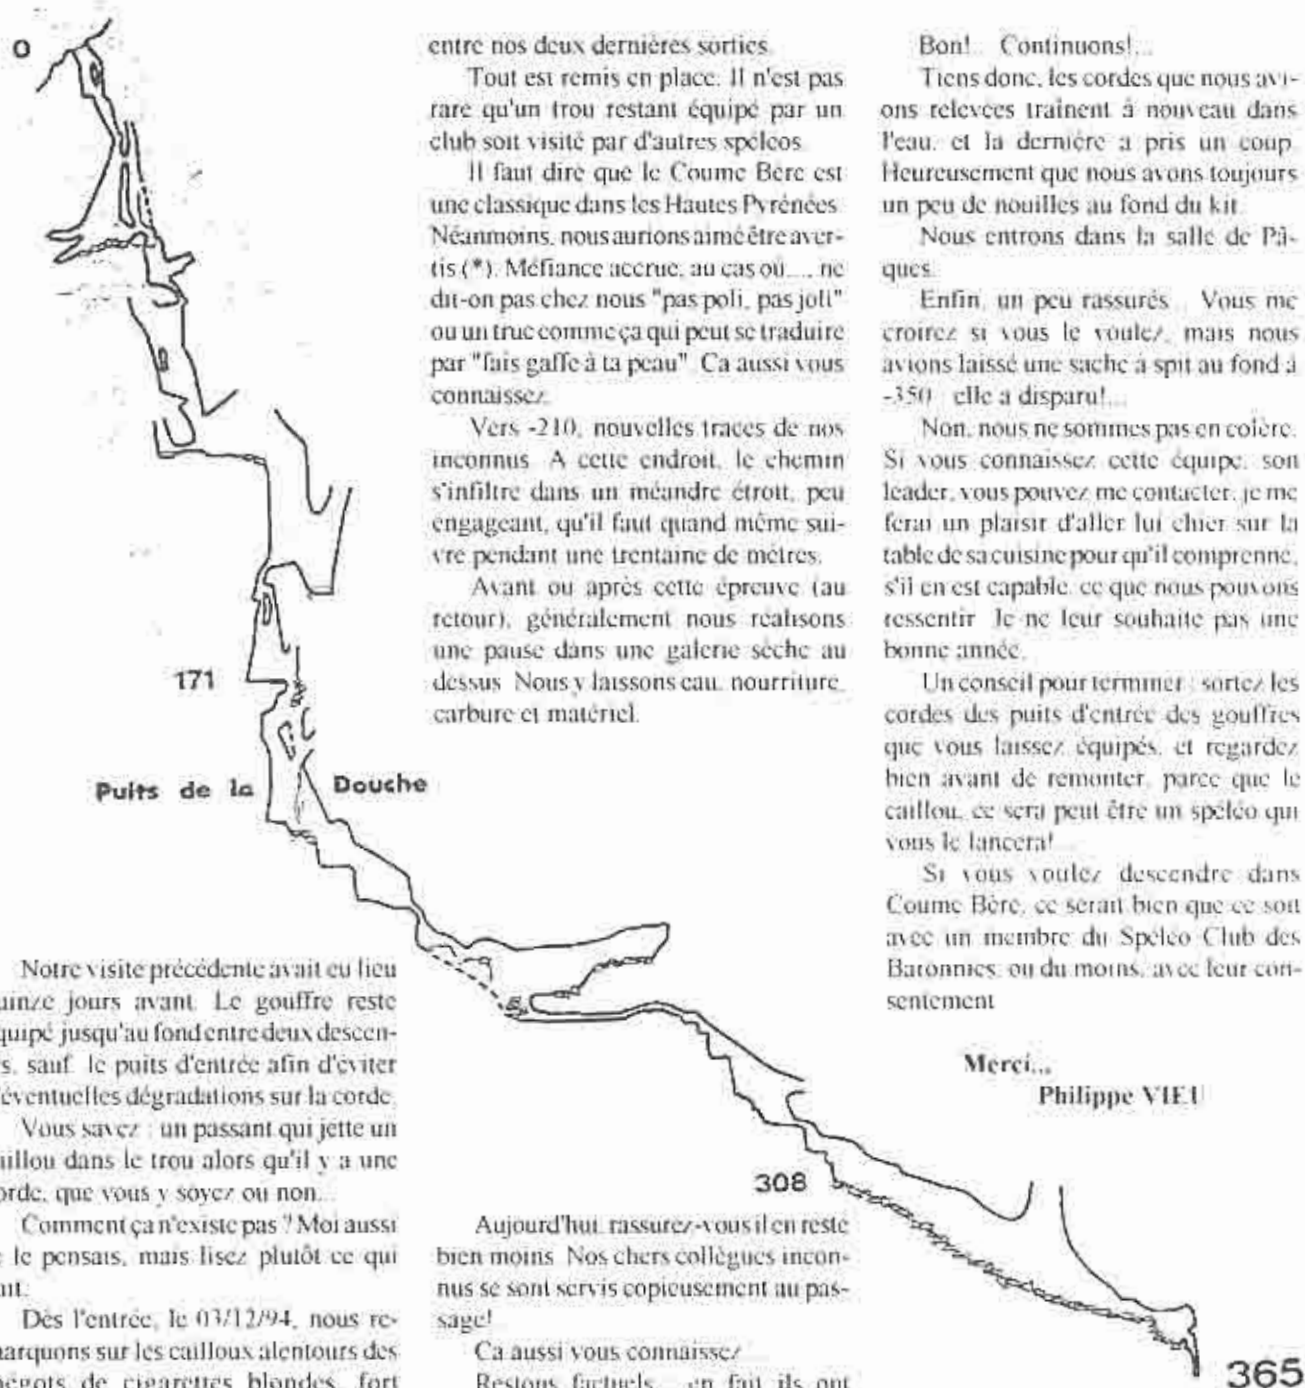 O
171
Puits de la Douche
308
365
Notre visite précédente avait eu lieu
uinze jours avant. Le gouffre reste
quipé jusqu'au fond entre deux descen-
s, sauf le puits d'entrée afin d'éviter
éventuelles dégradations sur la corde.
Vous savez : un passant qui jette un
aillou dans le trou alors qu'il y a une
orde, que vous y soyez ou non...
Comment ça n'existe pas ? Moi aussi
le pensais, mais lisez plutôt ce qui
it.
Dès l'entrée, le 03/12/94, nous re-
arquons sur les cailloux alentours des
égots de cigarettes blondes, fort
entre nos deux dernières sorties.
Tout est remis en place. Il n'est pas
rare qu'un trou restant équipé par un
club soit visité par d'autres spéléos.
Il faut dire que le Coume Bère est
une classique dans les Hautes Pyrénées.
Néanmoins, nous aurions aimé être aver-
tis (*). Méfiance accrue, au cas où..., ne
dit-on pas chez nous "pas poli, pas joli"
ou un truc comme ça qui peut se traduire
par "fais gaffe à ta peau". Ca aussi vous
connaissez.
Vers -210, nouvelles traces de nos
inconnus. A cette endroit, le chemin
s'infiltre dans un méandre étroit, peu
engageant, qu'il faut quand même sui-
vre pendant une trentaine de mètres.
Avant ou après cette épreuve (au
retour), généralement nous réalisons
une pause dans une galerie sèche au
dessus. Nous y laissons eau, nourriture,
carbure et matériel.
Aujourd'hui, rassurez-vous il en reste
bien moins. Nos chers collègues incon-
nus se sont servis copieusement au pas-
sage!
Ca aussi vous connaissez.
Restons factuels... en fait ils ont
Bon!.. Continuons!...
Tiens donc, les cordes que nous avi-
ons relevées traînent à nouveau dans
l'eau, et la dernière a pris un coup.
Heureusement que nous avons toujours
un peu de nouilles au fond du kit.
Nous entrons dans la salle de Pâ-
ques.
Enfin, un peu rassurés... Vous me
croirez si vous le voulez, mais nous
avions laissé une sache à spit au fond à
-350 elle a disparu!...
Non, nous ne sommes pas en colère.
Si vous connaissez cette équipe, son
leader, vous pouvez me contacter, je me
ferai un plaisir d'aller lui chier sur la
table de sa cuisine pour qu'il comprenne,
s'il en est capable, ce que nous pouvons
ressentir. Je ne leur souhaite pas une
bonne année.
Un conseil pour terminer : sortez les
cordes des puits d'entrée des gouffres
que vous laissez équipés, et regardez
bien avant de remonter, parce que le
caillou, ce sera peut être un spéléo qui
vous le lancera!
Si vous voulez descendre dans
Coume Bère, ce serait bien que ce soit
avec un membre du Spéléo Club des
Baronnies, ou du moins, avec leur con-
sentement.
Merci...
Philippe VIEU